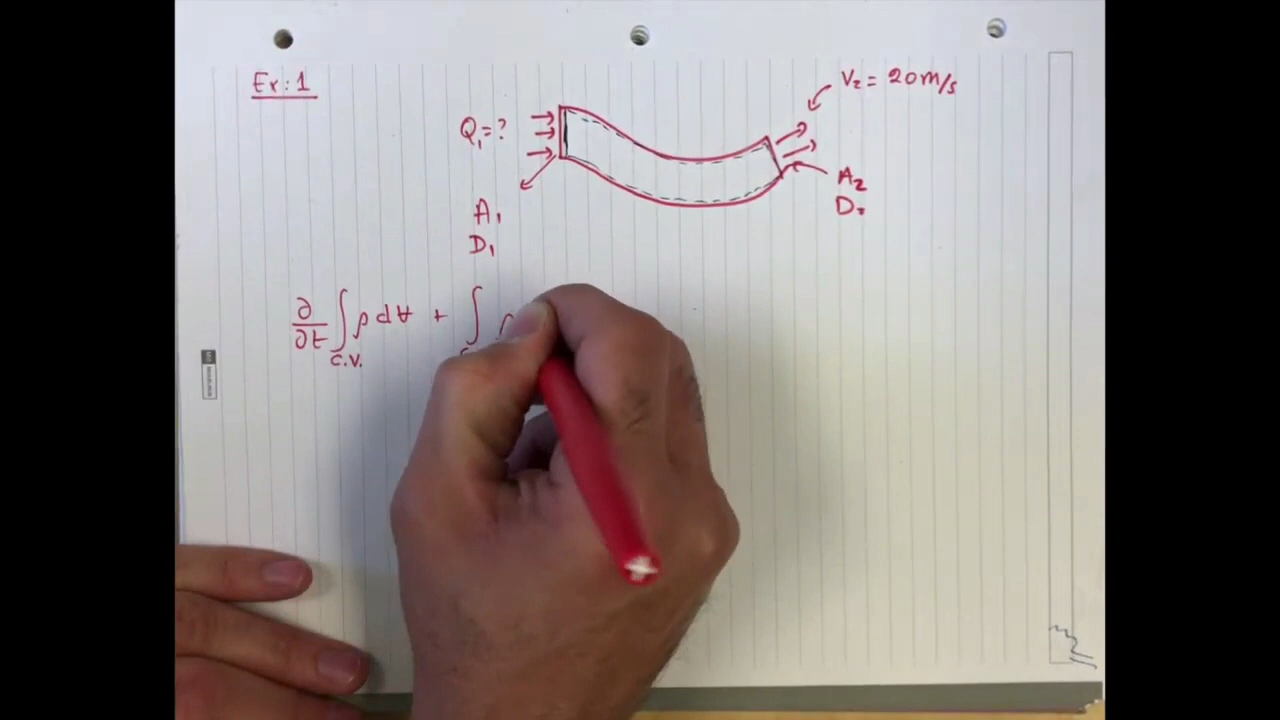 Ex:1
V₂ = 20m/s
Q₁=?
A₂
D₂
A₁
D₁
∂/∂t ∫ ρ d∀ + ∫ ρ
C.V.